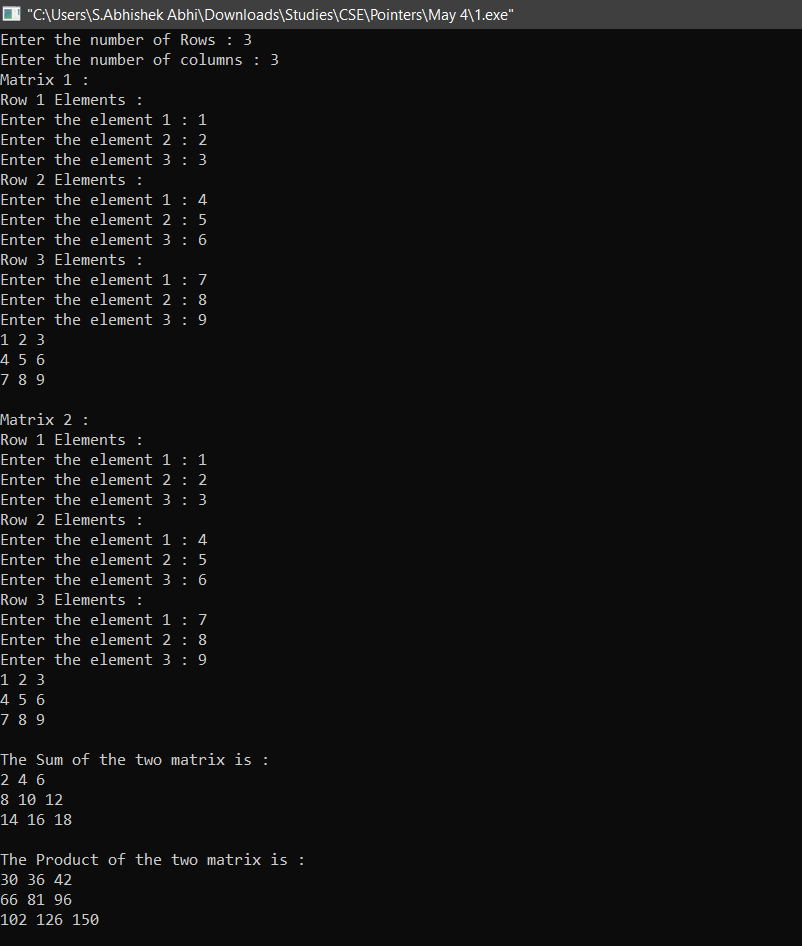 "C:\Users\S.Abhishek Abhi\Downloads\Studies\CSE\Pointers\May 4\1.exe"
Enter the number of Rows : 3
Enter the number of columns : 3
Matrix 1 :
Row 1 Elements :
Enter the element 1 : 1
Enter the element 2 : 2
Enter the element 3 : 3
Row 2 Elements :
Enter the element 1 : 4
Enter the element 2 : 5
Enter the element 3 : 6
Row 3 Elements :
Enter the element 1 : 7
Enter the element 2 : 8
Enter the element 3 : 9
1 2 3
4 5 6
7 8 9

Matrix 2 :
Row 1 Elements :
Enter the element 1 : 1
Enter the element 2 : 2
Enter the element 3 : 3
Row 2 Elements :
Enter the element 1 : 4
Enter the element 2 : 5
Enter the element 3 : 6
Row 3 Elements :
Enter the element 1 : 7
Enter the element 2 : 8
Enter the element 3 : 9
1 2 3
4 5 6
7 8 9

The Sum of the two matrix is :
2 4 6
8 10 12
14 16 18

The Product of the two matrix is :
30 36 42
66 81 96
102 126 150